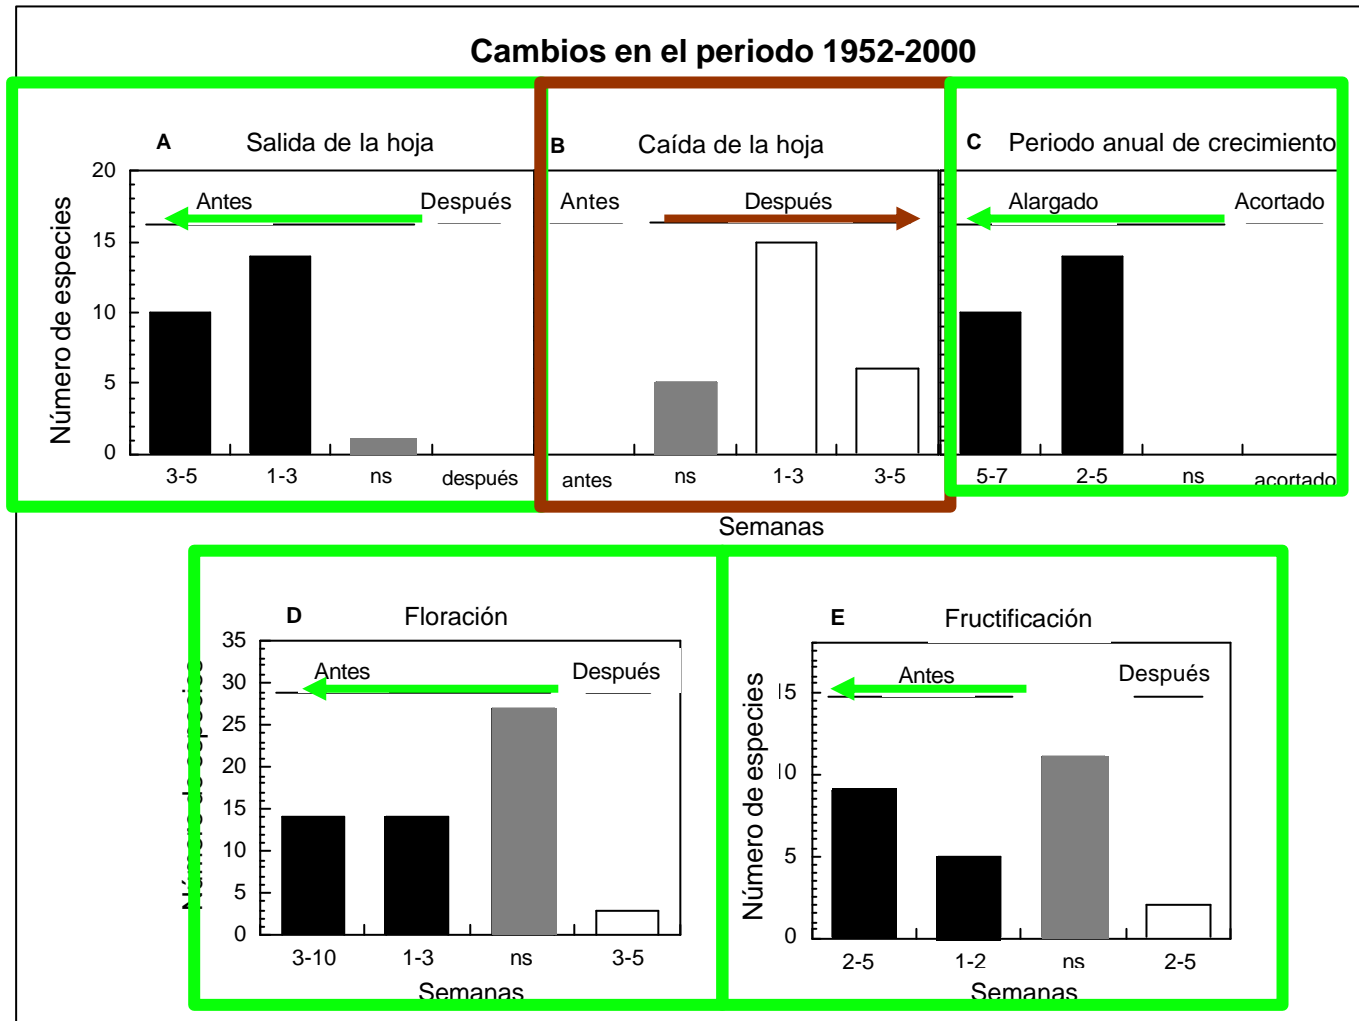 Cambios en el periodo 1952-2000
A Salida de la hoja
Antes Después
Número de especies
20
15
10
5
0
3-5 1-3 ns después
B Caída de la hoja
Antes Después
antes ns 1-3 3-5
C Periodo anual de crecimiento
Alargado Acortado
5-7 2-5 ns acortado
Semanas
D Floración
Antes Después
Número de especies
35
30
25
20
15
10
5
0
3-10 1-3 ns 3-5
Semanas
E Fructificación
Antes Después
Número de especies
15
10
5
0
2-5 1-2 ns 2-5
Semanas